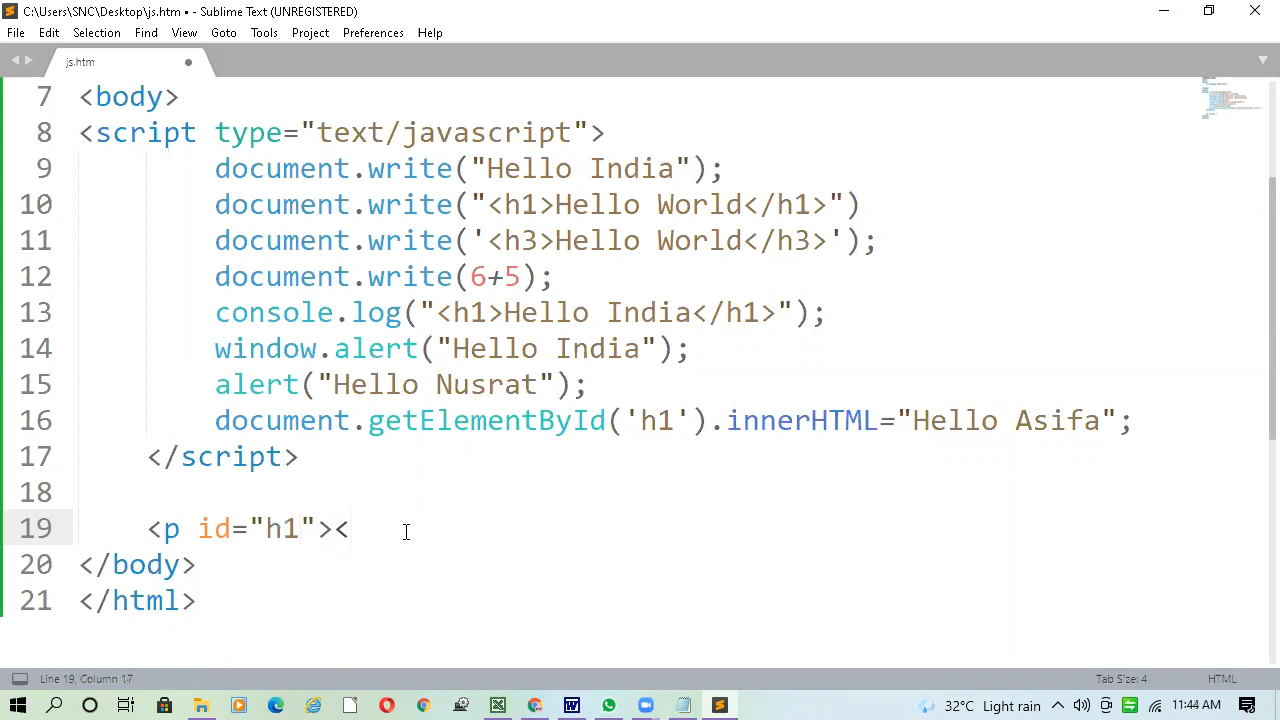 C:\Users\SNC\Desktop\js.htm • - Sublime Text (UNREGISTERED)
File Edit Selection Find View Goto Tools Project Preferences Help
js.htm
7 <body>
8 <script type="text/javascript">
9 document.write("Hello India");
10 document.write("<h1>Hello World</h1>")
11 document.write('<h3>Hello World</h3>');
12 document.write(6+5);
13 console.log("<h1>Hello India</h1>");
14 window.alert("Hello India");
15 alert("Hello Nusrat");
16 document.getElementById('h1').innerHTML="Hello Asifa";
17 </script>
18
19 <p id="h1"><
20 </body>
21 </html>
Line 19, Column 17 Tab Size: 4 HTML
32°C Light rain 11:44 AM